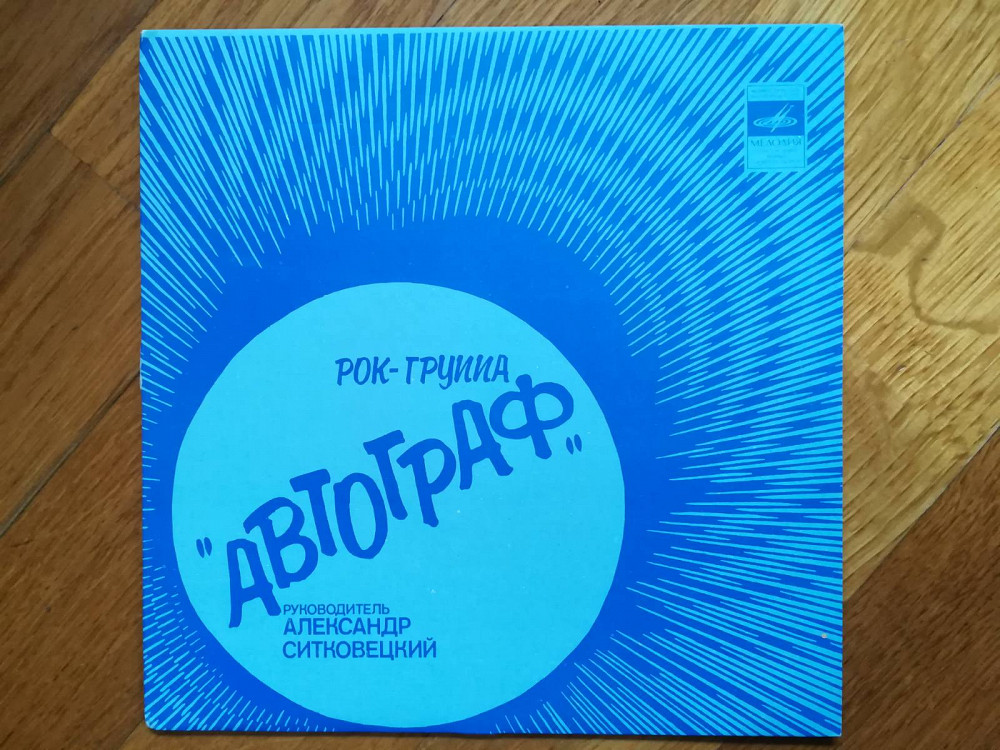 МЕЛОДИЯ
РОК-ГРУППА
"АВТОГРАФ"
РУКОВОДИТЕЛЬ
АЛЕКСАНДР
СИТКОВЕЦКИЙ